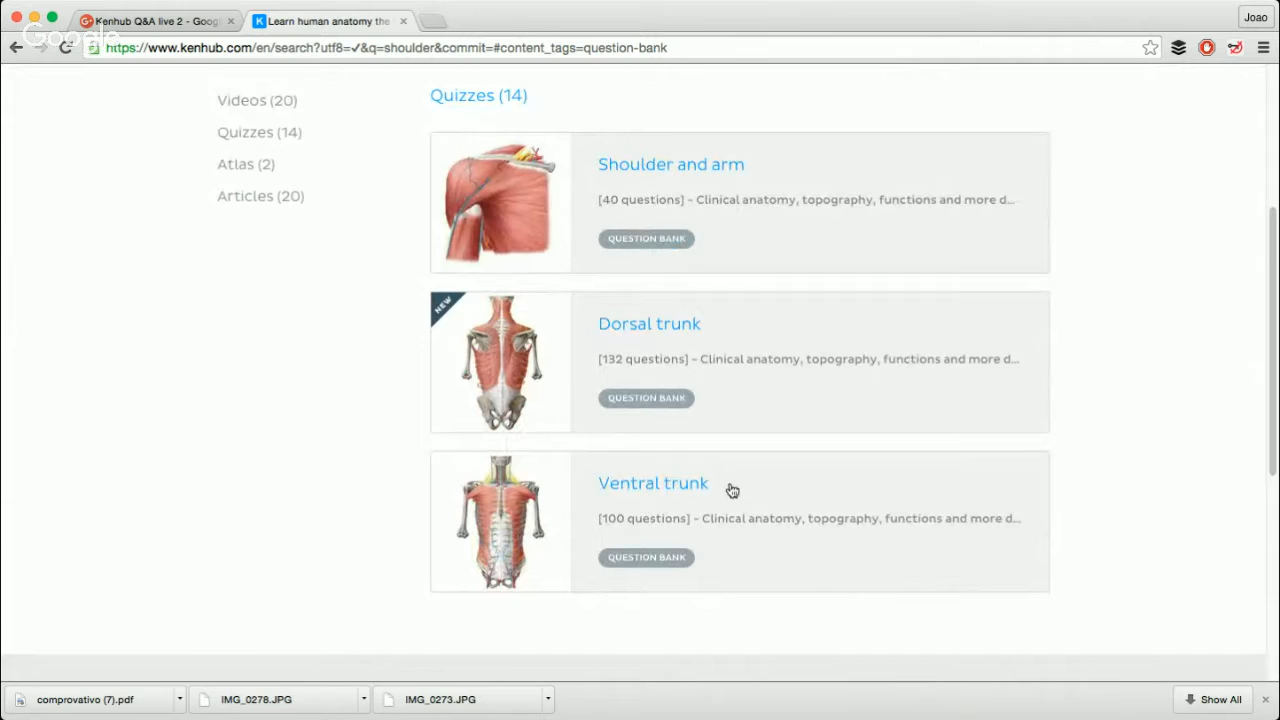 Kenhub Q&A live 2 - Goog
Learn human anatomy the
Joao
Google
https://www.kenhub.com/en/search?utf8=✔&q=shoulder&commit=#content_tags=question-bank
Videos (20)
Quizzes (14)
Atlas (2)
Articles (20)
Quizzes (14)
Shoulder and arm
[40 questions] - Clinical anatomy, topography, functions and more d...
QUESTION BANK
NEW
Dorsal trunk
[132 questions] - Clinical anatomy, topography, functions and more d...
QUESTION BANK
Ventral trunk
[100 questions] - Clinical anatomy, topography, functions and more d...
QUESTION BANK
comprovativo (7).pdf
IMG_0278.JPG
IMG_0273.JPG
Show All